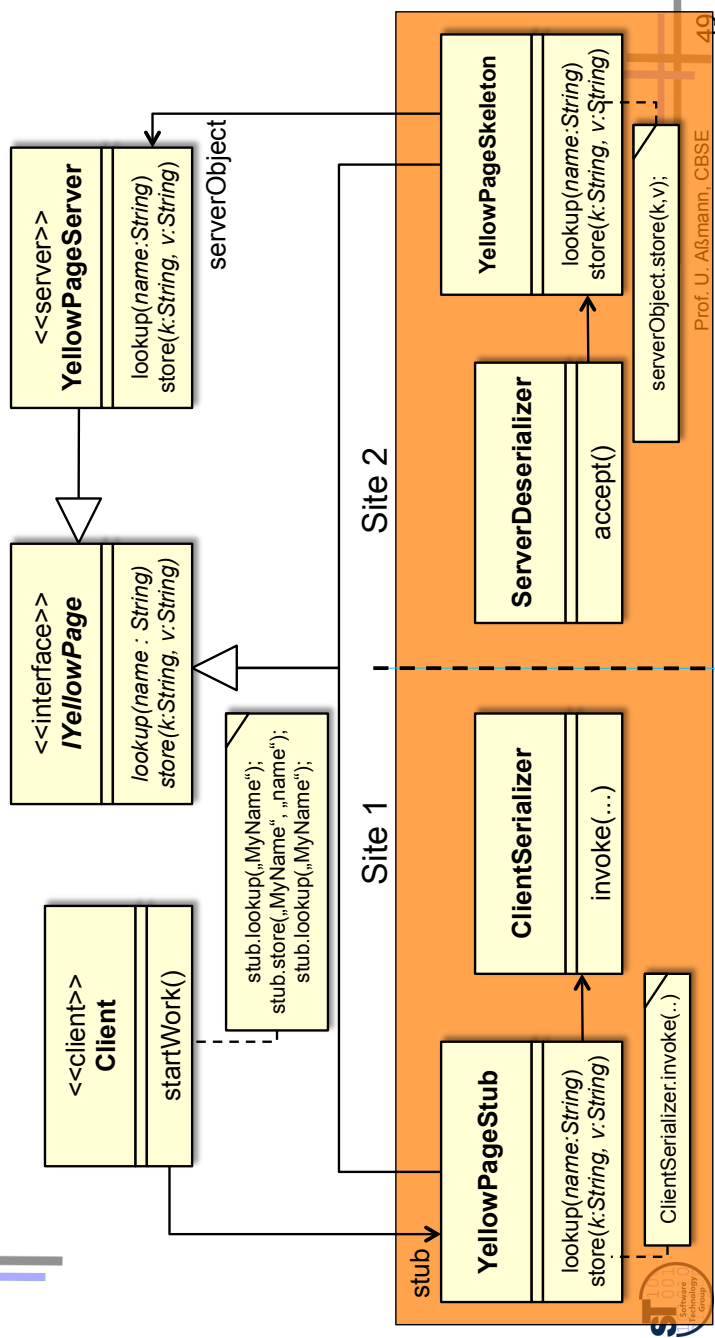 <<client>>
Client
startWork()
<<interface>>
IYellowPage
lookup(name : String)
store(k:String, v:String)
<<server>>
YellowPageServer
lookup(name:String)
store(k:String, v:String)
stub.lookup(„MyName“);
stub.store(„MyName“, „name“);
stub.lookup(„MyName“);
serverObject
Site 1
Site 2
stub
YellowPageStub
lookup(name:String)
store(k:String, v:String)
ClientSerializer
invoke(...)
ServerDeserializer
accept()
YellowPageSkeleton
lookup(name:String)
store(k:String, v:String)
ClientSerializer.invoke(..)
serverObject.store(k,v);
ST
Software
Technology
Group
Prof. U. Aßmann, CBSE
49